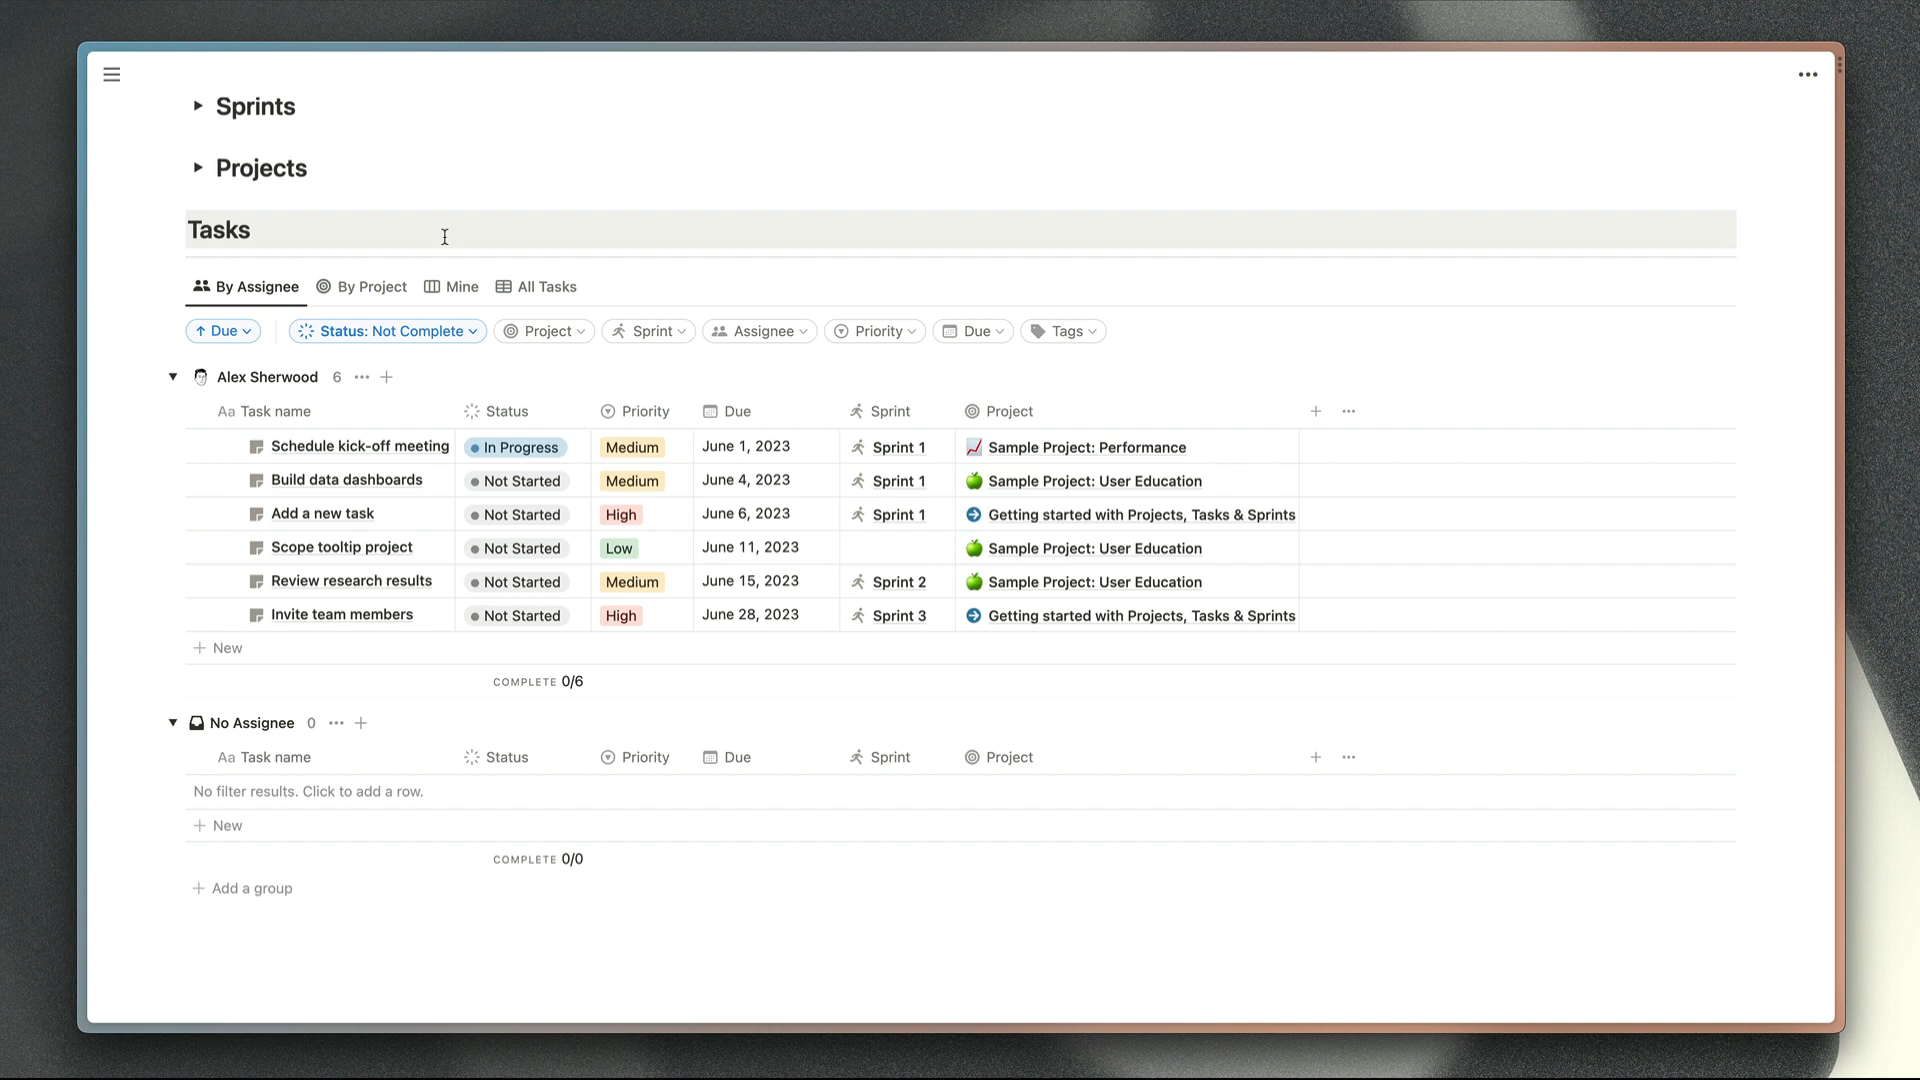 Sprints
Projects
Tasks
By Assignee By Project Mine All Tasks
Due Status: Not Complete Project Sprint Assignee Priority Due Tags
Alex Sherwood 6
Aa Task name Status Priority Due Sprint Project
Schedule kick-off meeting In Progress Medium June 1, 2023 Sprint 1 Sample Project: Performance
Build data dashboards Not Started Medium June 4, 2023 Sprint 1 Sample Project: User Education
Add a new task Not Started High June 6, 2023 Sprint 1 Getting started with Projects, Tasks & Sprints
Scope tooltip project Not Started Low June 11, 2023 Sample Project: User Education
Review research results Not Started Medium June 15, 2023 Sprint 2 Sample Project: User Education
Invite team members Not Started High June 28, 2023 Sprint 3 Getting started with Projects, Tasks & Sprints
+ New
COMPLETE 0/6
No Assignee 0
Aa Task name Status Priority Due Sprint Project
No filter results. Click to add a row.
+ New
COMPLETE 0/0
+ Add a group